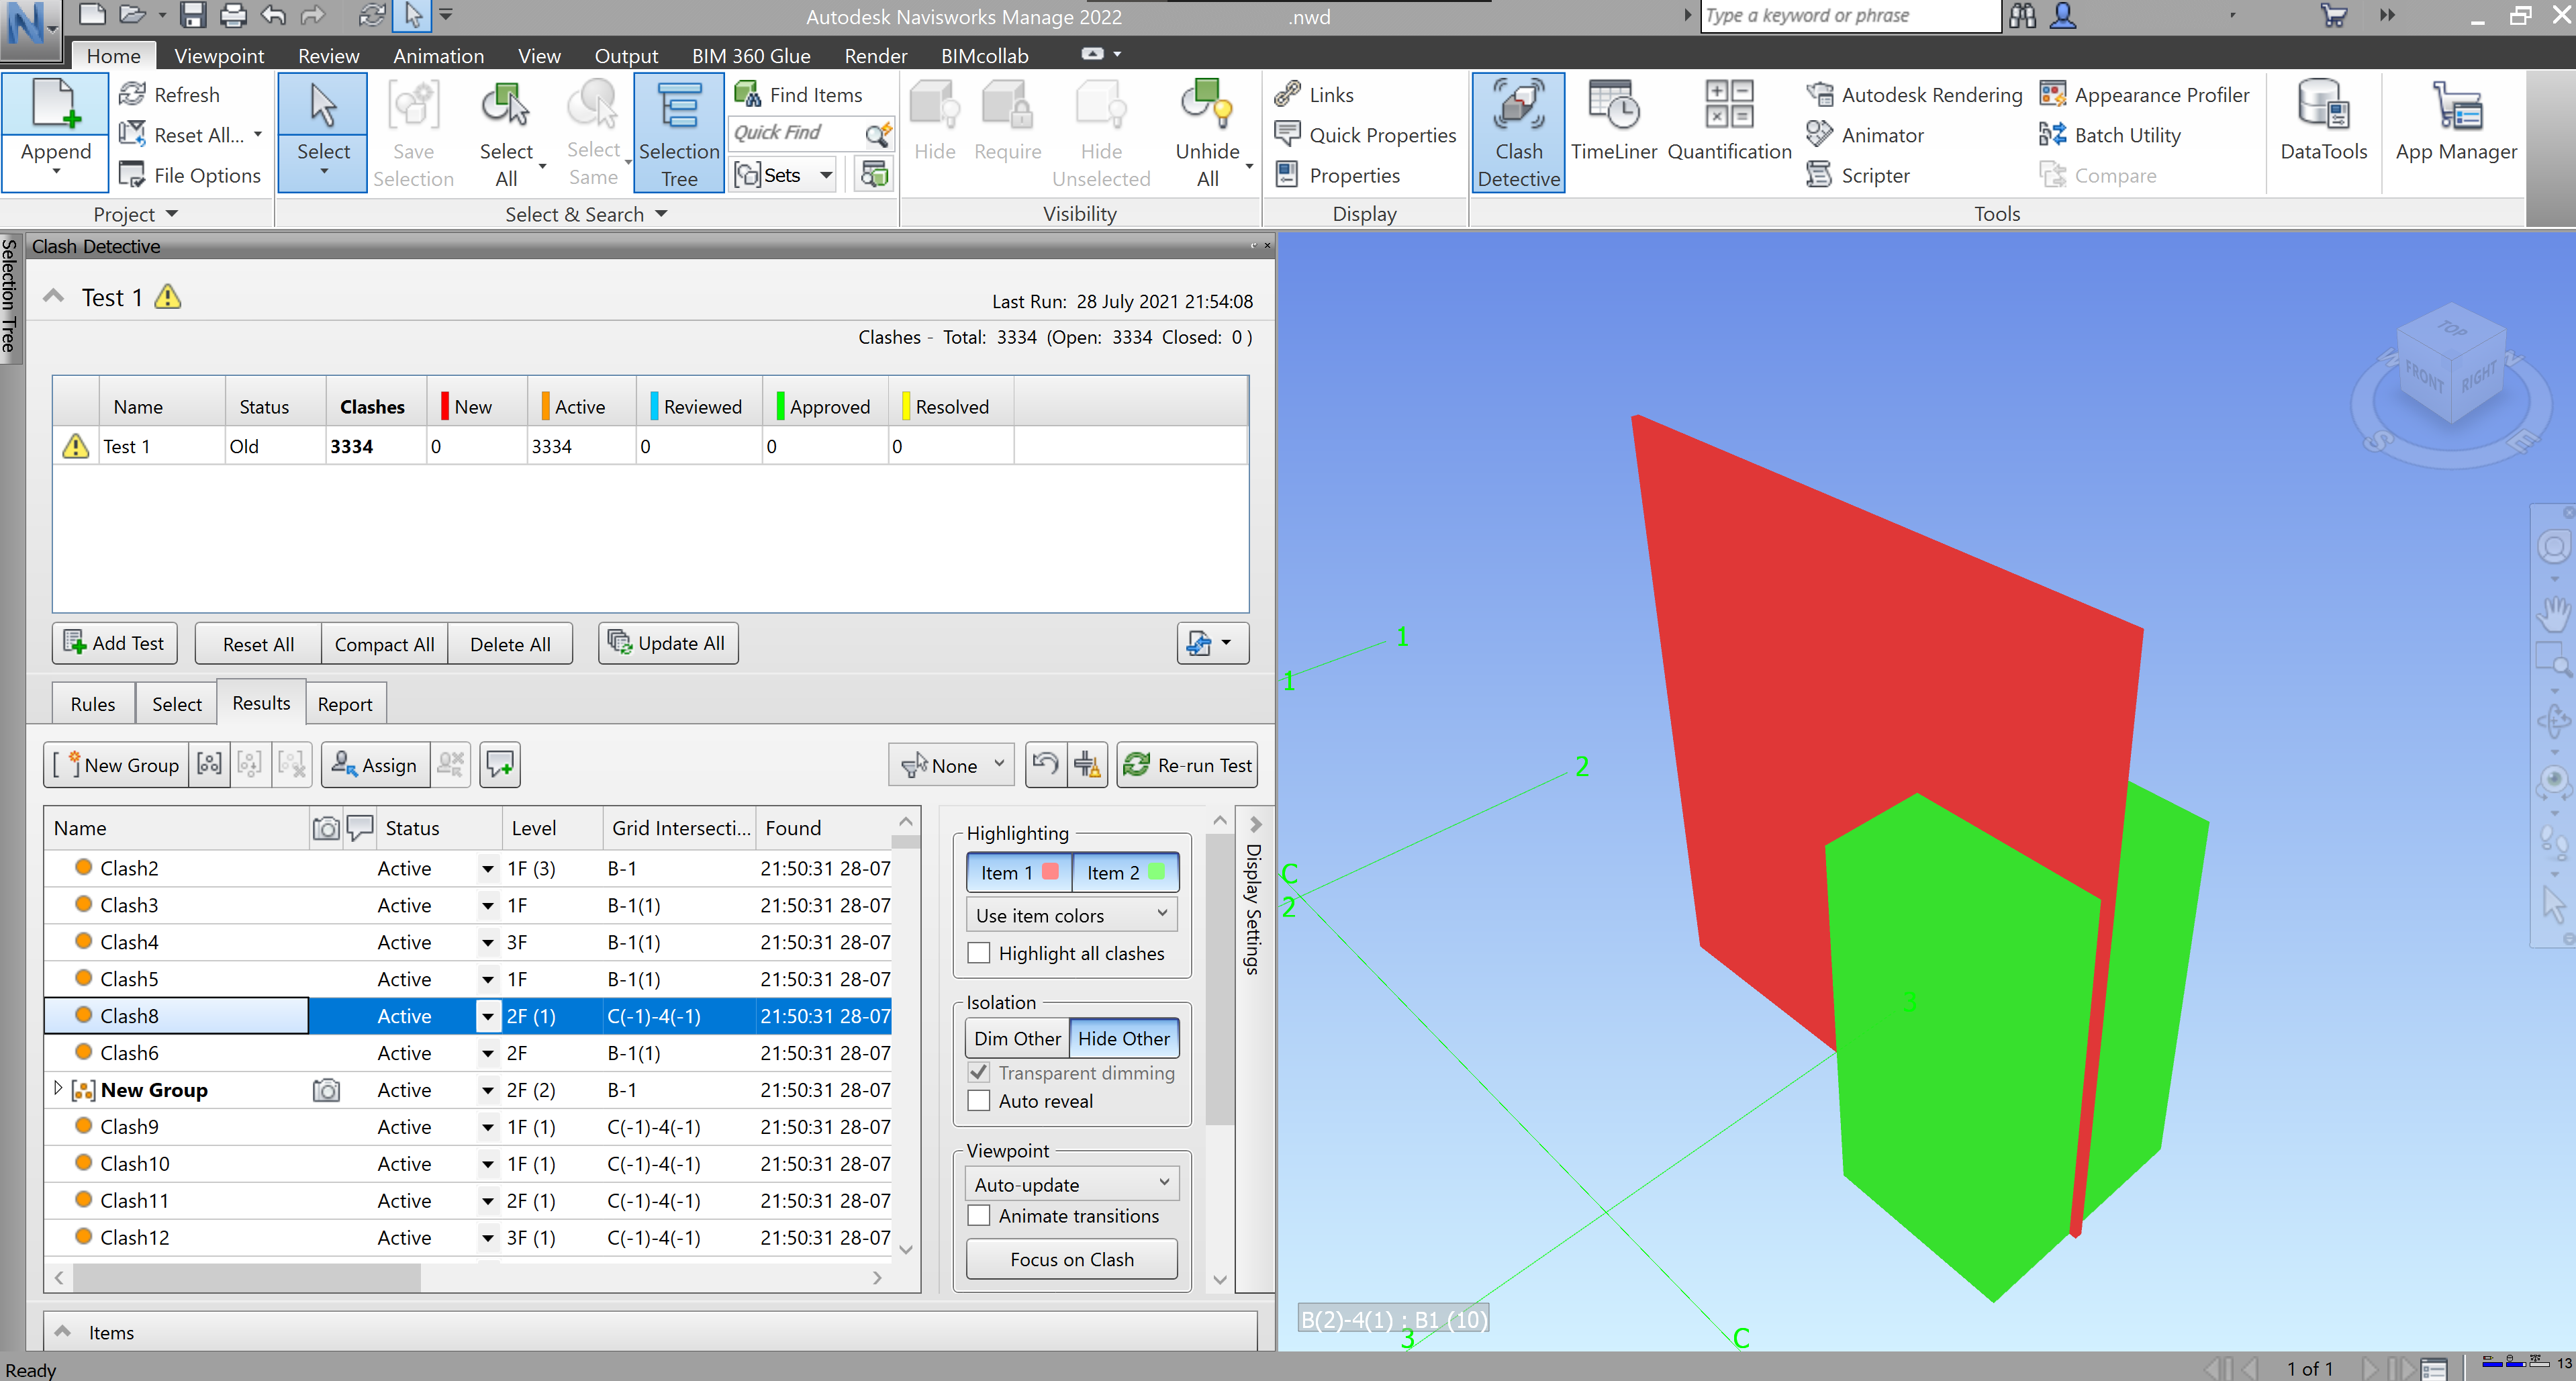 Autodesk Navisworks Manage 2022 .nwd
Type a keyword or phrase
Home Viewpoint Review Animation View Output BIM 360 Glue Render BIMcollab
Append
Refresh
Reset All...
File Options
Project
Select
Save Selection
Select All
Select Same
Selection Tree
Find Items
Quick Find
Sets
Select & Search
Hide
Require
Hide Unselected
Unhide All
Visibility
Links
Quick Properties
Properties
Display
Clash Detective
TimeLiner
Quantification
Autodesk Rendering
Animator
Scripter
Appearance Profiler
Batch Utility
Compare
Tools
DataTools
App Manager
Selection Tree
Clash Detective
Test 1
Last Run: 28 July 2021 21:54:08
Clashes - Total: 3334 (Open: 3334 Closed: 0 )
Name Status Clashes New Active Reviewed Approved Resolved
Test 1 Old 3334 0 3334 0 0 0
Add Test Reset All Compact All Delete All Update All
Rules Select Results Report
New Group Assign None Re-run Test
Name Status Level Grid Intersecti... Found
Clash2 Active 1F (3) B-1 21:50:31 28-07
Clash3 Active 1F B-1(1) 21:50:31 28-07
Clash4 Active 3F B-1(1) 21:50:31 28-07
Clash5 Active 1F B-1(1) 21:50:31 28-07
Clash8 Active 2F (1) C(-1)-4(-1) 21:50:31 28-07
Clash6 Active 2F B-1(1) 21:50:31 28-07
New Group Active 2F (2) B-1 21:50:31 28-07
Clash9 Active 1F (1) C(-1)-4(-1) 21:50:31 28-07
Clash10 Active 1F (1) C(-1)-4(-1) 21:50:31 28-07
Clash11 Active 2F (1) C(-1)-4(-1) 21:50:31 28-07
Clash12 Active 3F (1) C(-1)-4(-1) 21:50:31 28-07
Highlighting
Item 1 Item 2
Use item colors
Highlight all clashes
Isolation
Dim Other Hide Other
Transparent dimming
Auto reveal
Viewpoint
Auto-update
Animate transitions
Focus on Clash
Display Settings
Items
Ready
TOP
FRONT
RIGHT
W
N
S
E
1
1
2
C
2
3
B(2)-4(1) : B1 (10)
3
C
1 of 1
13